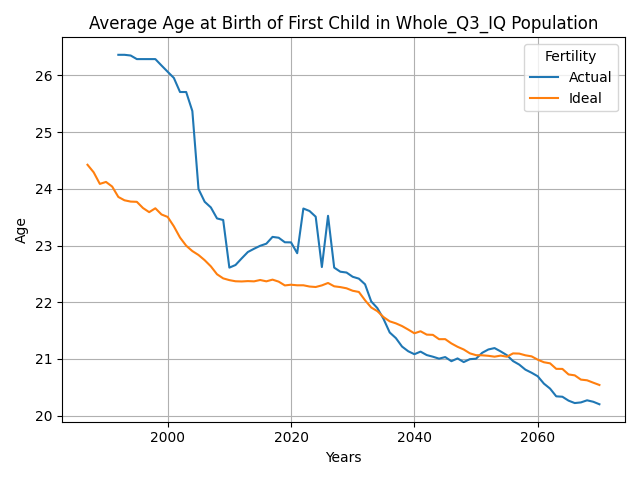 Average Age at Birth of First Child in Whole_Q3_IQ Population
Fertility
Actual
Ideal
Age
26
25
24
23
22
21
20
2000
2020
2040
2060
Years